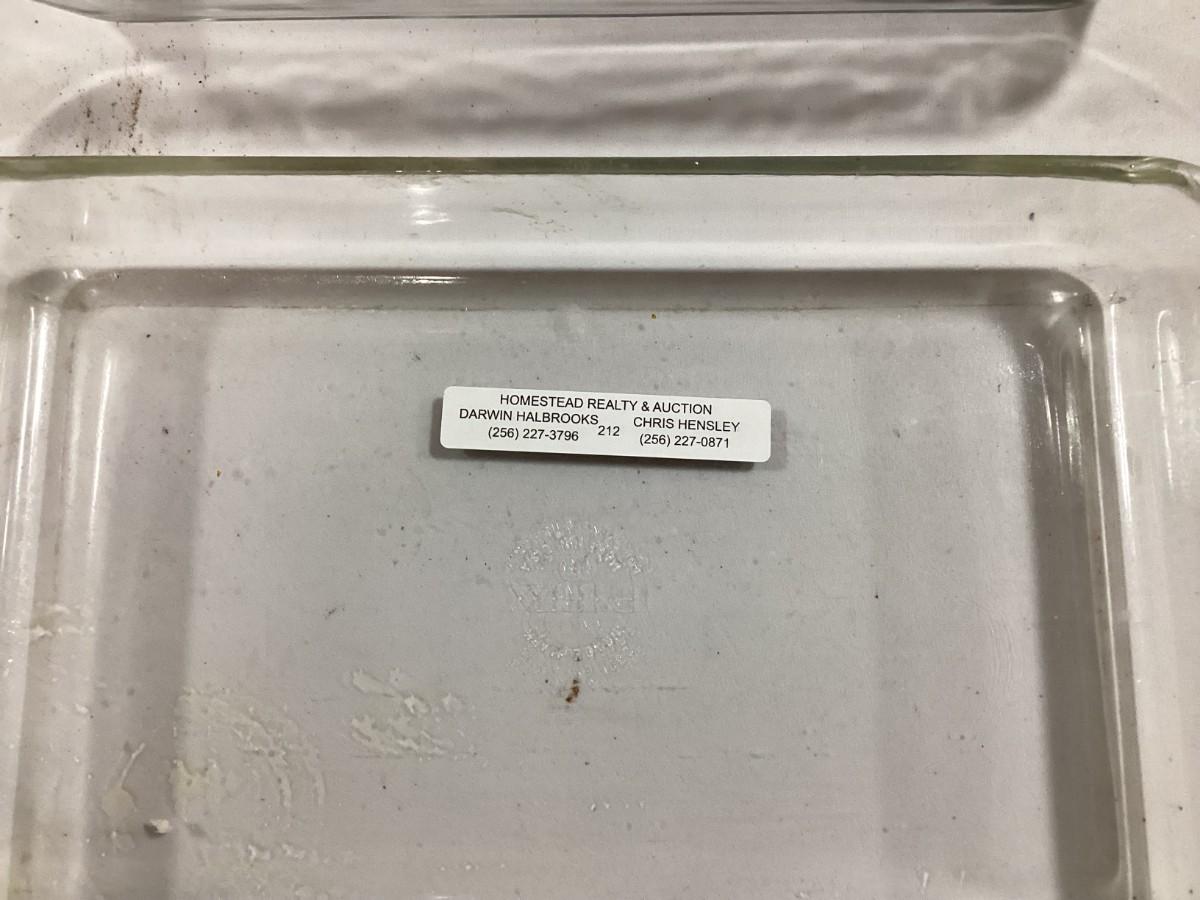 HOMESTEAD REALTY & AUCTION
DARWIN HALBROOKS 212 CHRIS HENSLEY
(256) 227-3796 (256) 227-0871